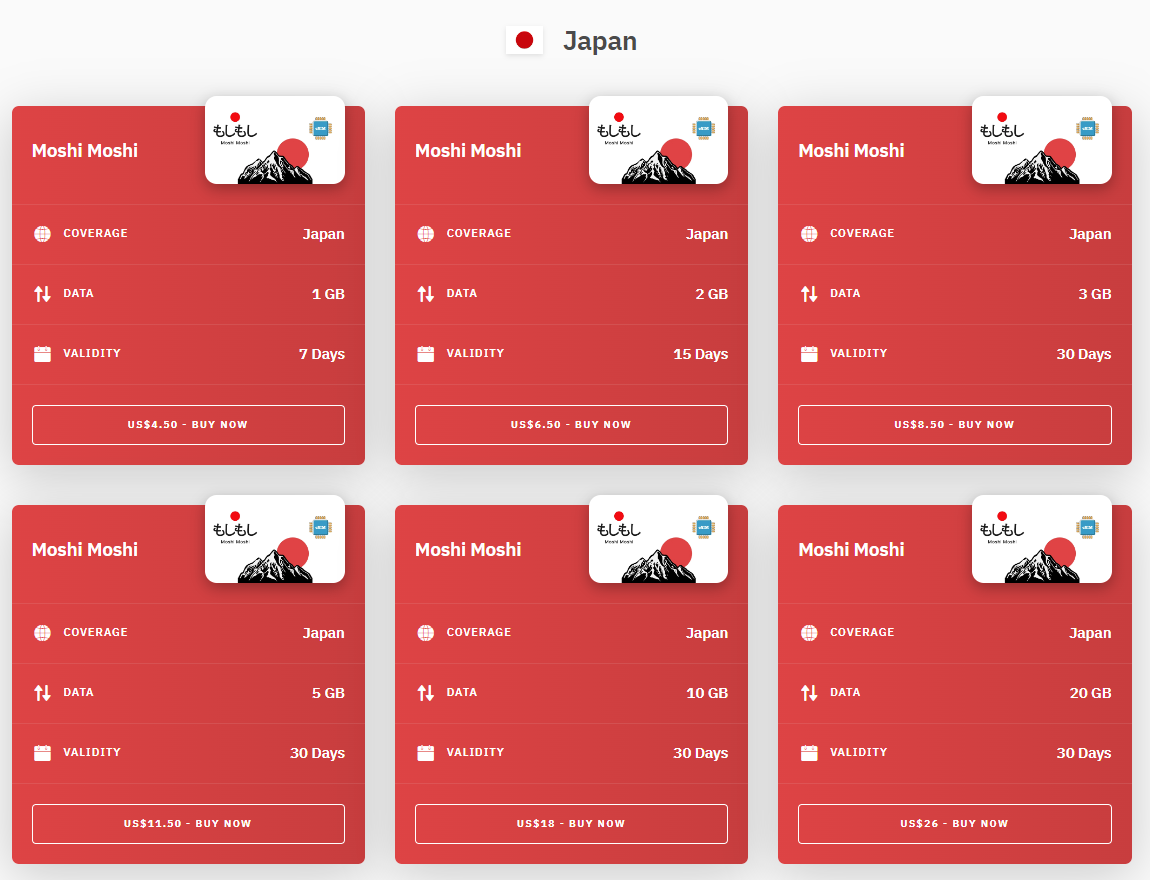 Japan
Moshi Moshi
もしもし
Moshi Moshi
eSIM
COVERAGE Japan
DATA 1 GB
VALIDITY 7 Days
US$4.50 - BUY NOW
Moshi Moshi
もしもし
Moshi Moshi
eSIM
COVERAGE Japan
DATA 2 GB
VALIDITY 15 Days
US$6.50 - BUY NOW
Moshi Moshi
もしもし
Moshi Moshi
eSIM
COVERAGE Japan
DATA 3 GB
VALIDITY 30 Days
US$8.50 - BUY NOW
Moshi Moshi
もしもし
Moshi Moshi
eSIM
COVERAGE Japan
DATA 5 GB
VALIDITY 30 Days
US$11.50 - BUY NOW
Moshi Moshi
もしもし
Moshi Moshi
eSIM
COVERAGE Japan
DATA 10 GB
VALIDITY 30 Days
US$18 - BUY NOW
Moshi Moshi
もしもし
Moshi Moshi
eSIM
COVERAGE Japan
DATA 20 GB
VALIDITY 30 Days
US$26 - BUY NOW